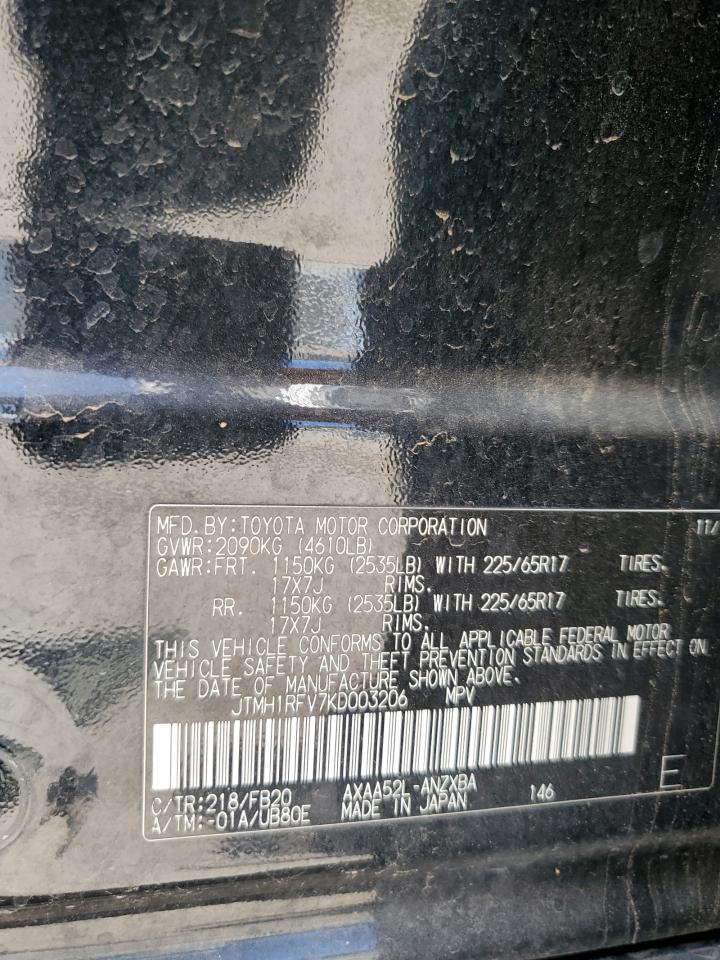 MFD. BY: TOYOTA MOTOR CORPORATION 11/
GVWR: 2090KG (4610LB)
GAWR: FRT. 1150KG (2535LB) WITH 225/65R17 TIRES.
17X7J RIMS.
RR. 1150KG (2535LB) WITH 225/65R17 TIRES.
17X7J RIMS.
THIS VEHICLE CONFORMS TO ALL APPLICABLE FEDERAL MOTOR
VEHICLE SAFETY AND THEFT PREVENTION STANDARDS IN EFFECT ON
THE DATE OF MANUFACTURE SHOWN ABOVE.
JTMH1RFV7KD003206 MPV
C/TR: 218/FB20 AXAA52L-ANZXBA 146 E
A/TM: -01A/UB80E MADE IN JAPAN